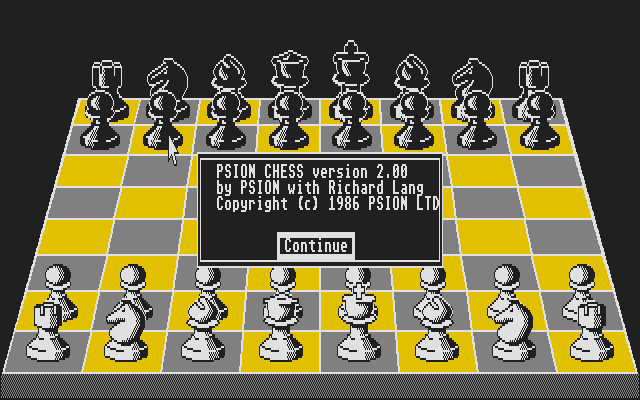 PSION CHESS version 2.00
by PSION with Richard Lang
Copyright (c) 1986 PSION LTD
Continue